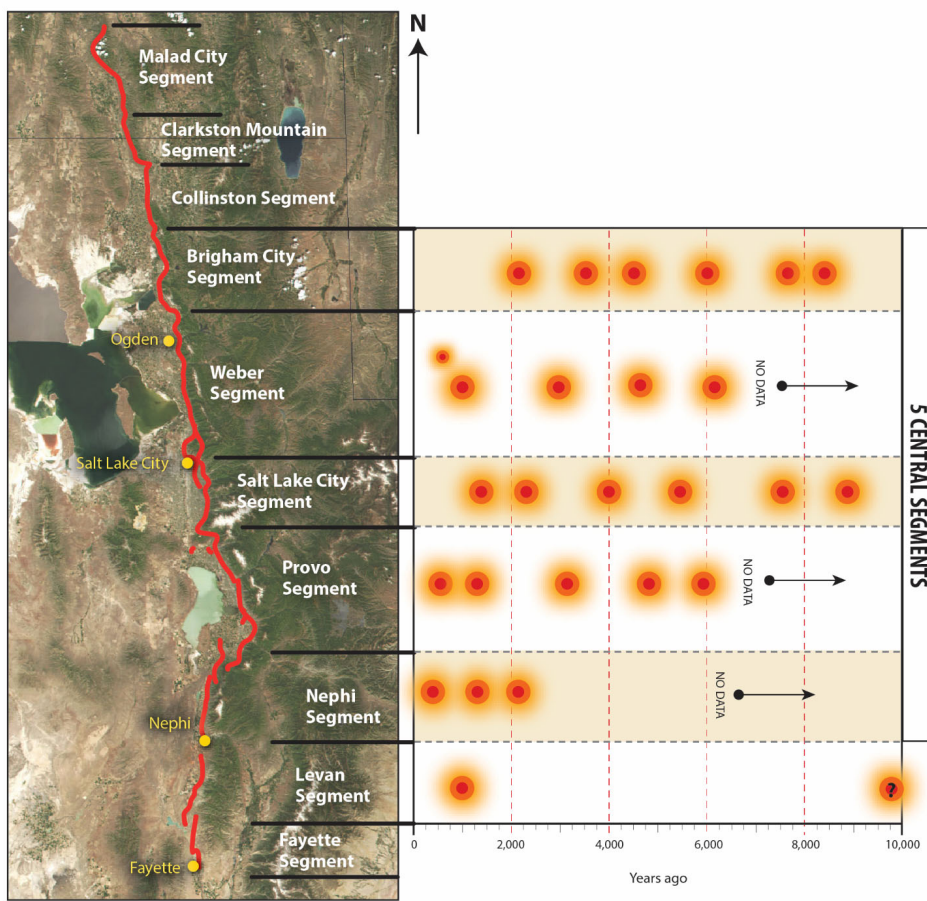 N
Malad City
Segment
Clarkston Mountain
Segment
Collinston Segment
Brigham City
Segment
Ogden
Weber
Segment
NO DATA
Salt Lake City
Salt Lake City
Segment
5 CENTRAL SEGMENTS
Provo
Segment
NO DATA
Nephi
Segment
NO DATA
Nephi
Levan
Segment
?
Fayette
Segment
Fayette
0
2,000
4,000
6,000
8,000
10,000
Years ago